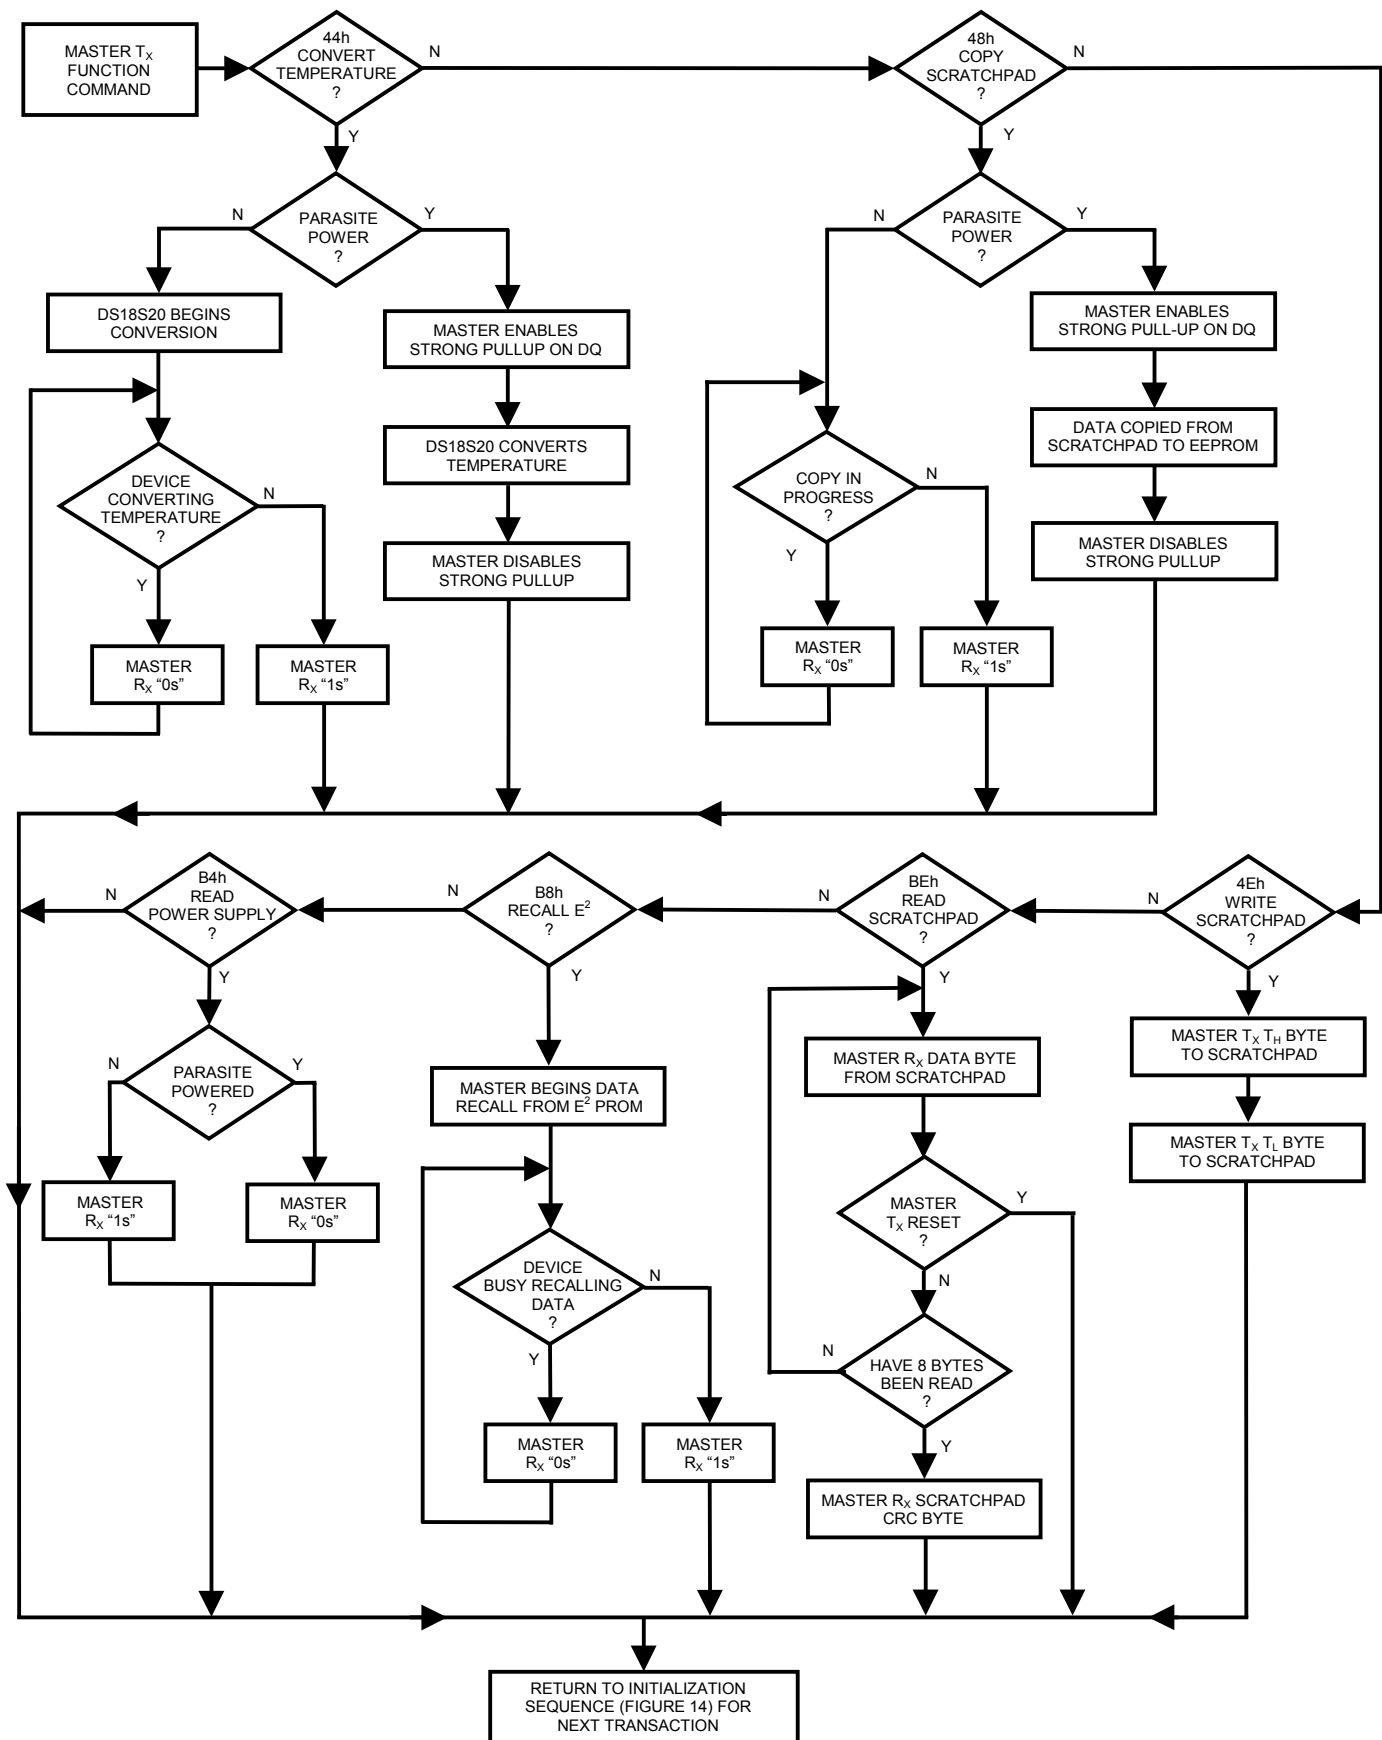 MASTER TX
FUNCTION
COMMAND
44h
CONVERT
TEMPERATURE
?
N
Y
48h
COPY
SCRATCHPAD
?
N
Y
PARASITE
POWER
?
N
Y
DS18S20 BEGINS
CONVERSION
MASTER ENABLES
STRONG PULLUP ON DQ
DS18S20 CONVERTS
TEMPERATURE
MASTER DISABLES
STRONG PULLUP
DEVICE
CONVERTING
TEMPERATURE
?
N
Y
MASTER
RX “0s”
MASTER
RX “1s”
PARASITE
POWER
?
N
Y
MASTER ENABLES
STRONG PULL-UP ON DQ
DATA COPIED FROM
SCRATCHPAD TO EEPROM
MASTER DISABLES
STRONG PULLUP
COPY IN
PROGRESS
?
N
Y
MASTER
RX “0s”
MASTER
RX “1s”
B4h
READ
POWER SUPPLY
?
N
Y
B8h
RECALL E2
?
N
Y
BEh
READ
SCRATCHPAD
?
N
Y
4Eh
WRITE
SCRATCHPAD
?
N
Y
PARASITE
POWERED
?
N
Y
MASTER
RX “1s”
MASTER
RX “0s”
MASTER BEGINS DATA
RECALL FROM E2 PROM
DEVICE
BUSY RECALLING
DATA
?
N
Y
MASTER
RX “0s”
MASTER
RX “1s”
MASTER RX DATA BYTE
FROM SCRATCHPAD
MASTER
TX RESET
?
Y
N
HAVE 8 BYTES
BEEN READ
?
N
Y
MASTER RX SCRATCHPAD
CRC BYTE
MASTER TX TH BYTE
TO SCRATCHPAD
MASTER TX TL BYTE
TO SCRATCHPAD
RETURN TO INITIALIZATION
SEQUENCE (FIGURE 14) FOR
NEXT TRANSACTION